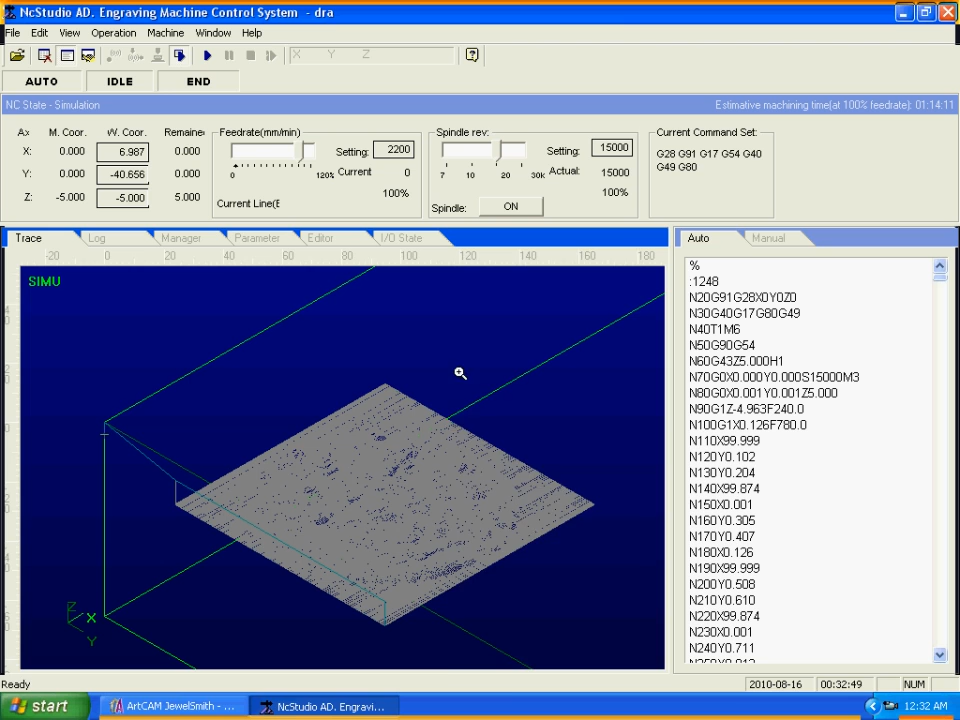 NcStudio AD. Engraving Machine Control System - dra
File Edit View Operation Machine Window Help
X Y Z
AUTO IDLE END
NC State - Simulation Estimative machining time(at 100% feedrate): 01:14:11
Ax M. Coor. W. Coor. Remaine Feedrate(mm/min) Spindle rev: Current Command Set:
X: 0.000 6.987 0.000 Setting: 2200 Setting: 15000 G28 G91 G17 G54 G40
Y: 0.000 -40.656 0.000 0 120% Current 0 7 10 20 30k Actual: 15000 G49 G80
Z: -5.000 -5.000 5.000 100% 100%
Current Line(E Spindle: ON
Trace Log Manager Parameter Editor I/O State Auto Manual
-20 0 20 40 60 80 100 120 140 160 180
SIMU
Z
X
Y
%
:1248
N20G91G28X0Y0Z0
N30G40G17G80G49
N40T1M6
N50G90G54
N60G43Z5.000H1
N70G0X0.000Y0.000S15000M3
N80G0X0.001Y0.001Z5.000
N90G1Z-4.963F240.0
N100G1X0.126F780.0
N110X99.999
N120Y0.102
N130Y0.204
N140X99.874
N150X0.001
N160Y0.305
N170Y0.407
N180X0.126
N190X99.999
N200Y0.508
N210Y0.610
N220X99.874
N230X0.001
N240Y0.711
Ready 2010-08-16 00:32:49 NUM
start ArtCAM JewelSmith - ... NcStudio AD. Engravi... 12:32 AM